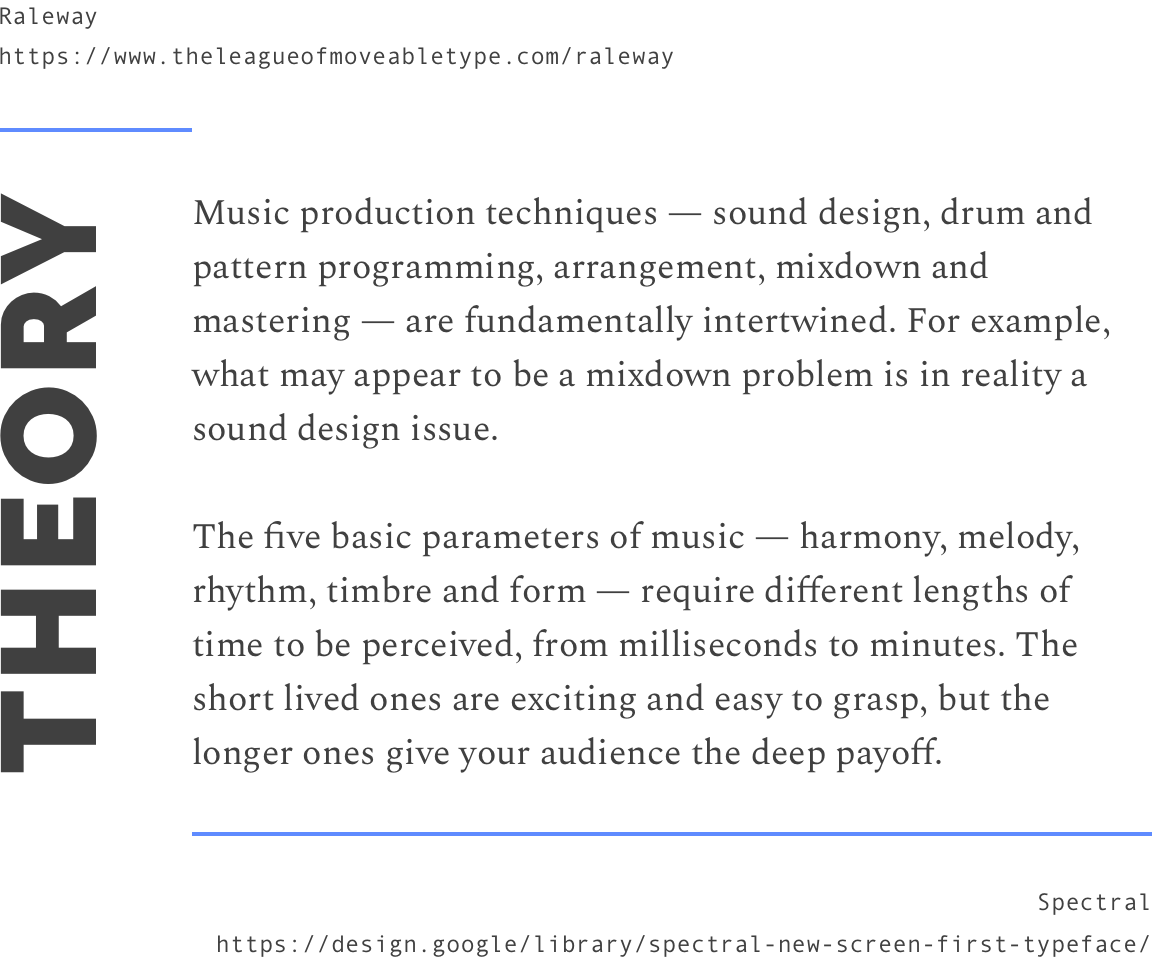 Raleway
https://www.theleagueofmoveabletype.com/raleway
THEORY
Music production techniques — sound design, drum and
pattern programming, arrangement, mixdown and
mastering — are fundamentally intertwined. For example,
what may appear to be a mixdown problem is in reality a
sound design issue.
The five basic parameters of music — harmony, melody,
rhythm, timbre and form — require different lengths of
time to be perceived, from milliseconds to minutes. The
short lived ones are exciting and easy to grasp, but the
longer ones give your audience the deep payoff.
Spectral
https://design.google/library/spectral-new-screen-first-typeface/